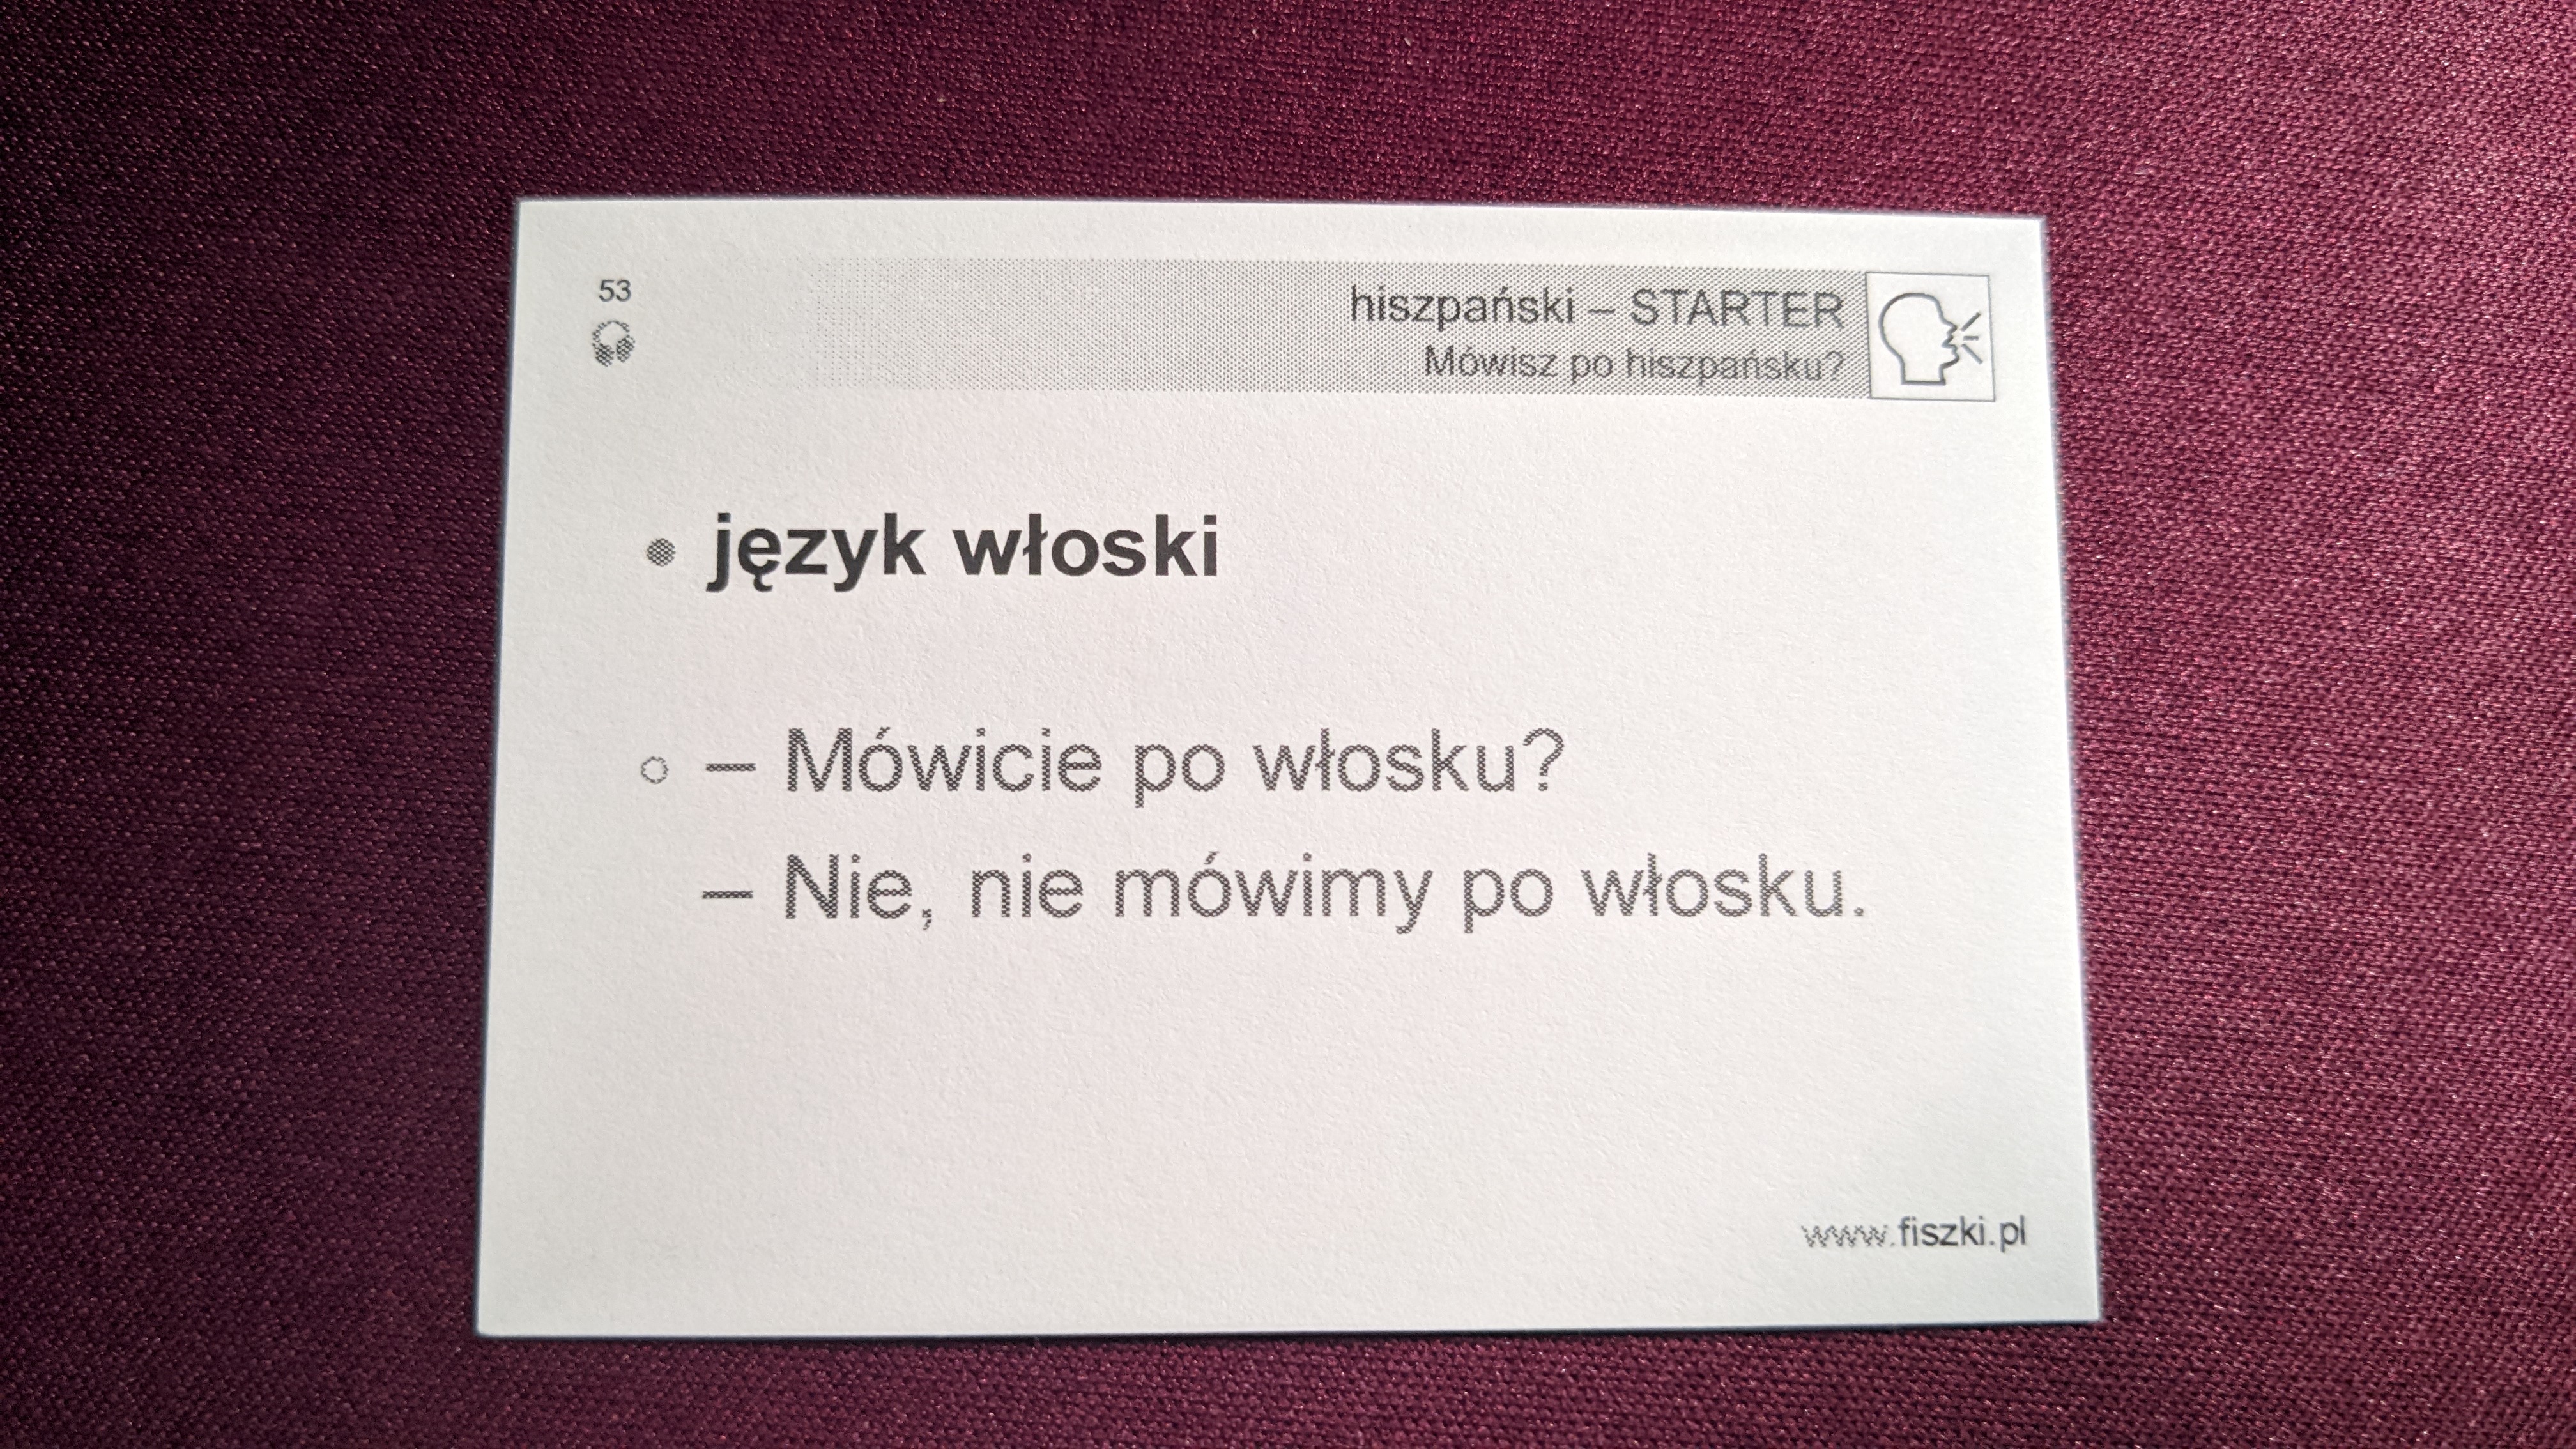 53
hiszpański – STARTER
Mówisz po hiszpańsku?
• język włoski
○ – Mówicie po włosku?
– Nie, nie mówimy po włosku.
www.fiszki.pl